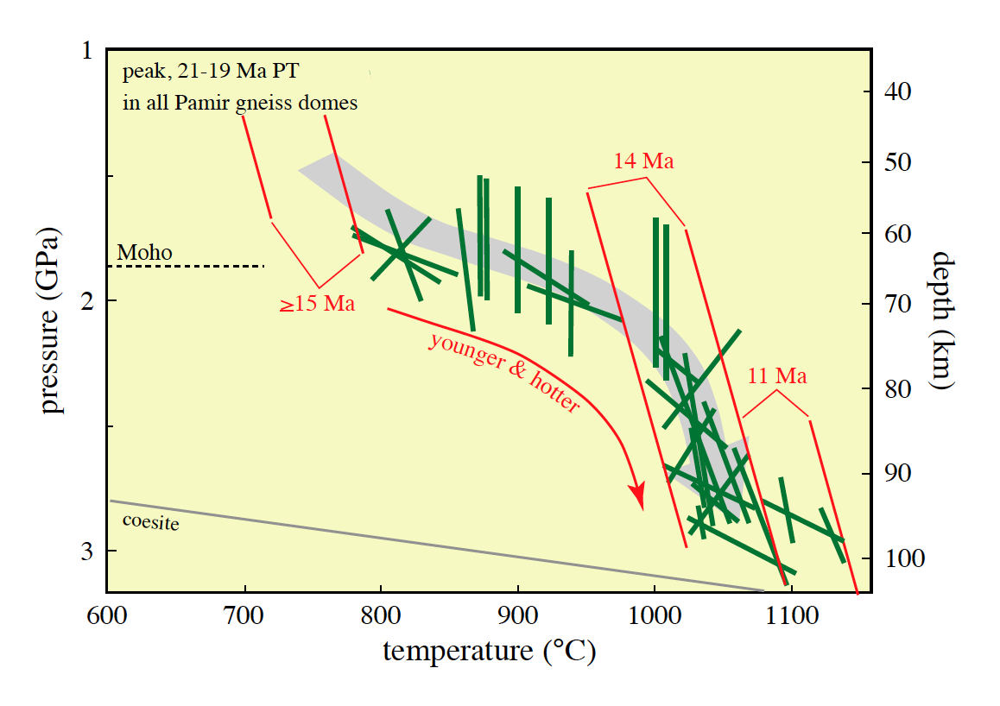 1
peak, 21-19 Ma PT
in all Pamir gneiss domes
40
14 Ma
50
60
Moho
2
≥15 Ma
70
younger & hotter
11 Ma
80
90
coesite
3
100
pressure (GPa)
depth (km)
600
700
800
900
1000
1100
temperature (°C)